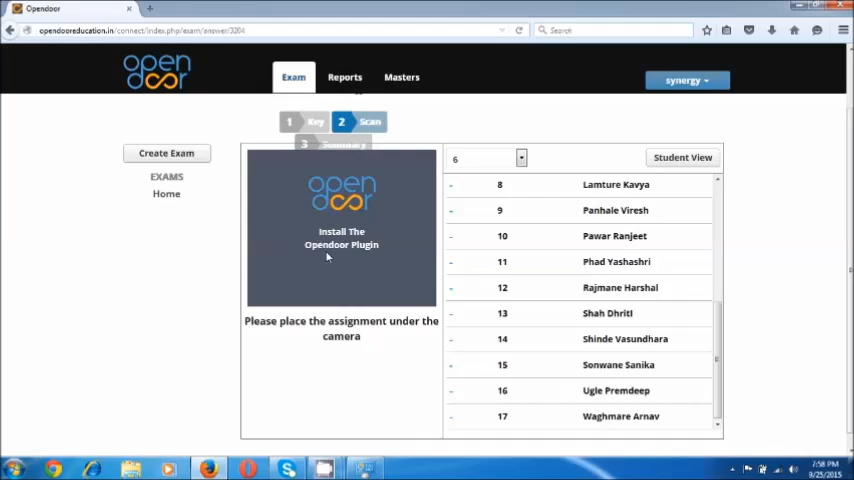 Opendoor
opendooreducation.in/connect/index.php/exam/answer/3204
Search
open door
Exam
Reports
Masters
synergy
1 Key
2 Scan
3 Summary
Create Exam
EXAMS
Home
open door
Install The
Opendoor Plugin
Please place the assignment under the
camera
6
Student View
- 8 Lamture Kavya
- 9 Panhale Viresh
- 10 Pawar Ranjeet
- 11 Phad Yashashri
- 12 Rajmane Harshal
- 13 Shah Dhritl
- 14 Shinde Vasundhara
- 15 Sonwane Sanika
- 16 Ugle Premdeep
- 17 Waghmare Arnav
7:58 PM
9/25/2015